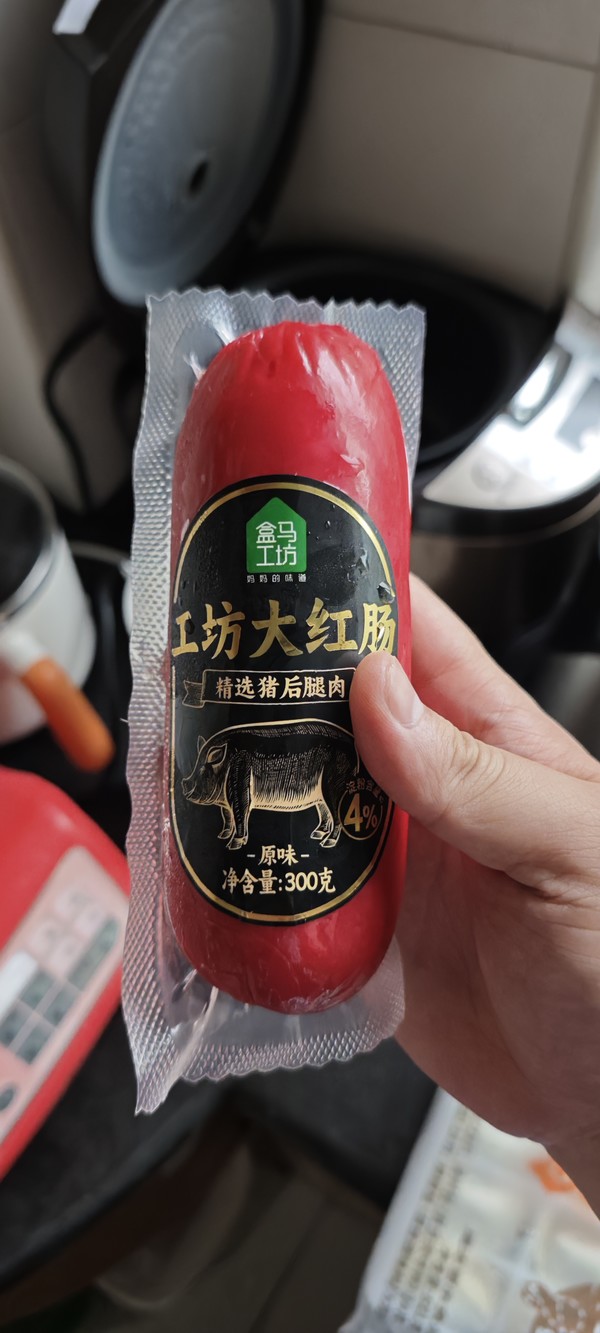 盒马
工坊
妈妈的味道
工坊大红肠
精选猪后腿肉
4%
-原味-
净含量:300克